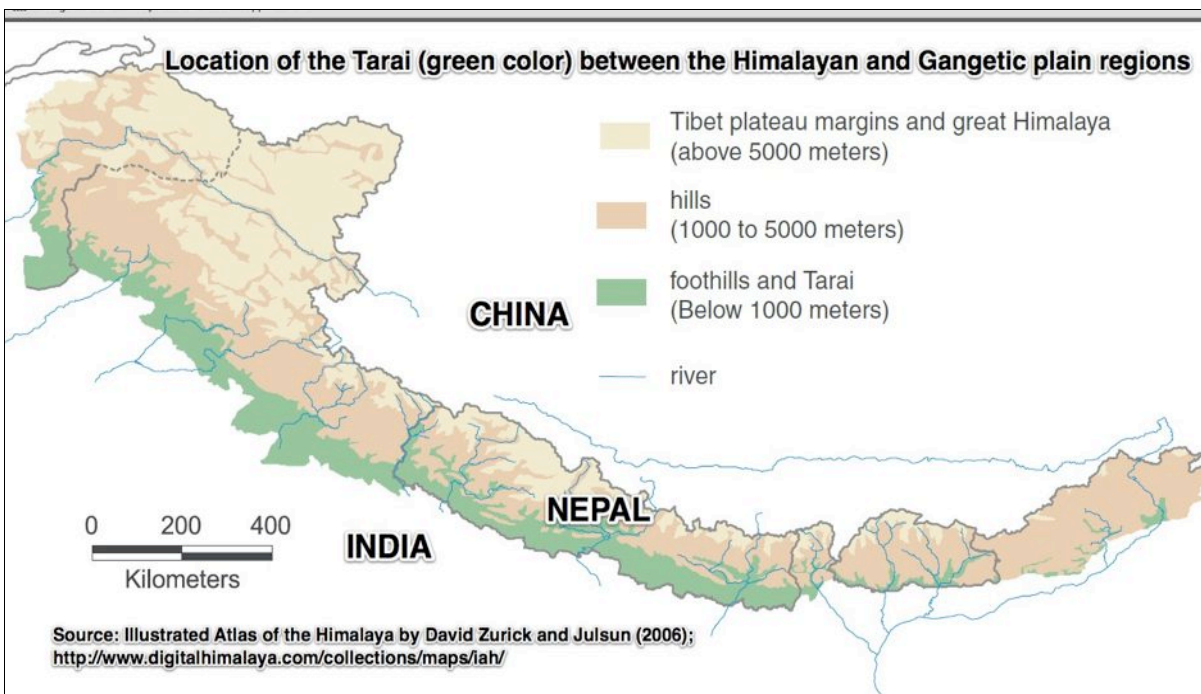 Location of the Tarai (green color) between the Himalayan and Gangetic plain regions
Tibet plateau margins and great Himalaya
(above 5000 meters)
hills
(1000 to 5000 meters)
foothills and Tarai
(Below 1000 meters)
river
CHINA
NEPAL
INDIA
0 200 400
Kilometers
Source: Illustrated Atlas of the Himalaya by David Zurick and Julsun (2006);
http://www.digitalhimalaya.com/collections/maps/iah/